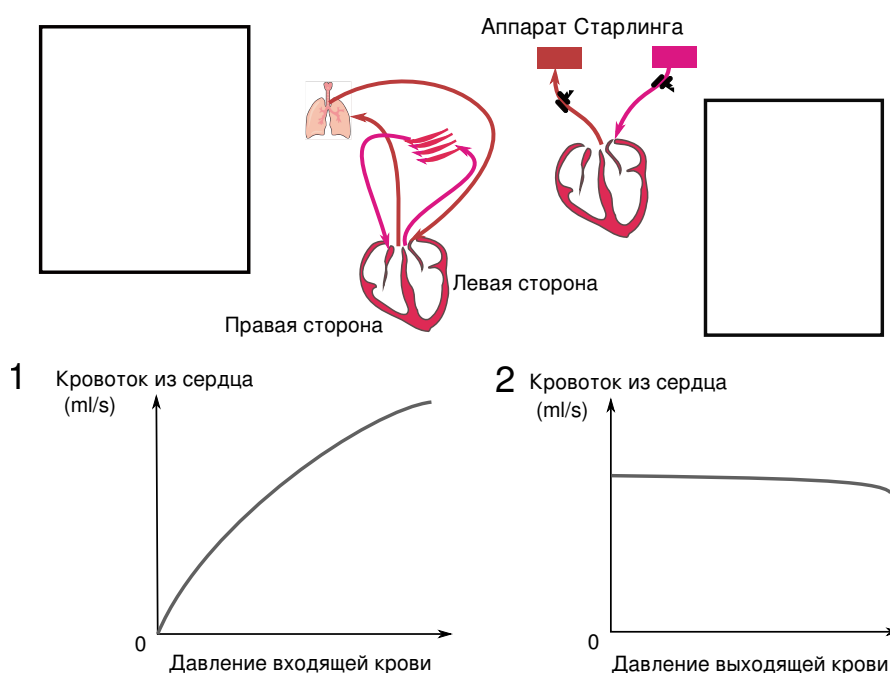 Аппарат Старлинга
Левая сторона
Правая сторона
1 Кровоток из сердца
(ml/s)
0
Давление входящей крови
2 Кровоток из сердца
(ml/s)
0
Давление выходящей крови